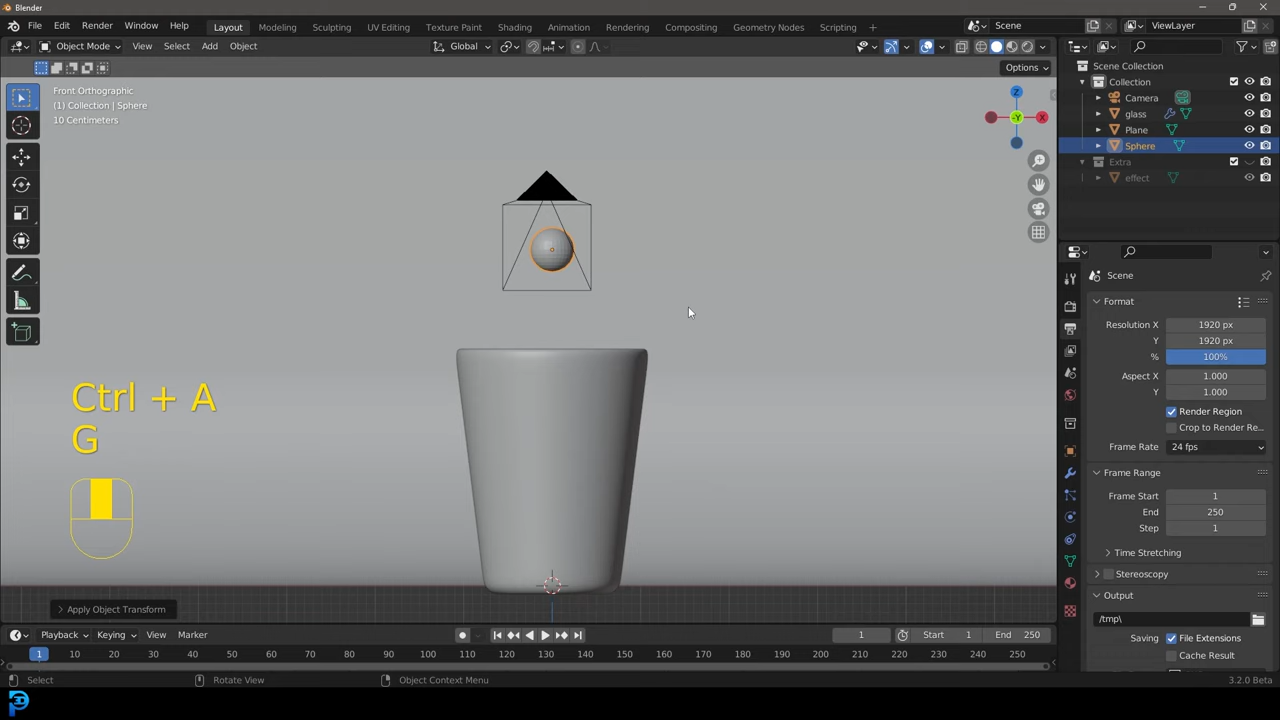 Blender
File Edit Render Window Help Layout Modeling Sculpting UV Editing Texture Paint Shading Animation Rendering Compositing Geometry Nodes Scripting + Scene ViewLayer
Object Mode View Select Add Object Global
Options
Front Orthographic
(1) Collection | Sphere
10 Centimeters
Z
X
-Y
Ctrl + A
G
Apply Object Transform
Playback Keying View Marker 1 Start 1 End 250
1 10 20 30 40 50 60 70 80 90 100 110 120 130 140 150 160 170 180 190 200 210 220 230 240 250
Select Rotate View Object Context Menu 3.2.0 Beta
Scene Collection
Collection
Camera
glass
Plane
Sphere
Extra
effect
Scene
Format
Resolution X 1920 px
Y 1920 px
% 100%
Aspect X 1.000
Y 1.000
Render Region
Crop to Render Re...
Frame Rate 24 fps
Frame Range
Frame Start 1
End 250
Step 1
Time Stretching
Stereoscopy
Output
/tmp\
Saving File Extensions
Cache Result